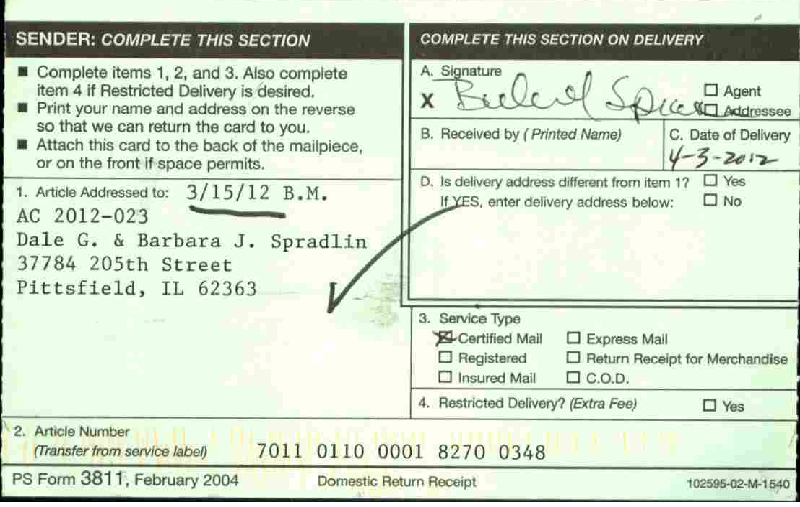 SENDER: COMPLETE THIS SECTION
■ Complete items 1, 2, and 3. Also complete
item 4 if Restricted Delivery is desired.
■ Print your name and address on the reverse
so that we can return the card to you.
■ Attach this card to the back of the mailpiece,
or on the front if space permits.
1. Article Addressed to: 3/15/12 B.M.
AC 2012-023
Dale G. & Barbara J. Spradlin
37784 205th Street
Pittsfield, IL 62363
2. Article Number
(Transfer from service label) 7011 0110 0001 8270 0348
COMPLETE THIS SECTION ON DELIVERY
A. Signature
X
☐ Agent
☐ Addressee
B. Received by (Printed Name)
C. Date of Delivery
4-3-2012
D. Is delivery address different from item 1? ☐ Yes
If YES, enter delivery address below: ☐ No
3. Service Type
☒ Certified Mail ☐ Express Mail
☐ Registered ☐ Return Receipt for Merchandise
☐ Insured Mail ☐ C.O.D.
4. Restricted Delivery? (Extra Fee) ☐ Yes
PS Form 3811, February 2004 Domestic Return Receipt 102595-02-M-1540